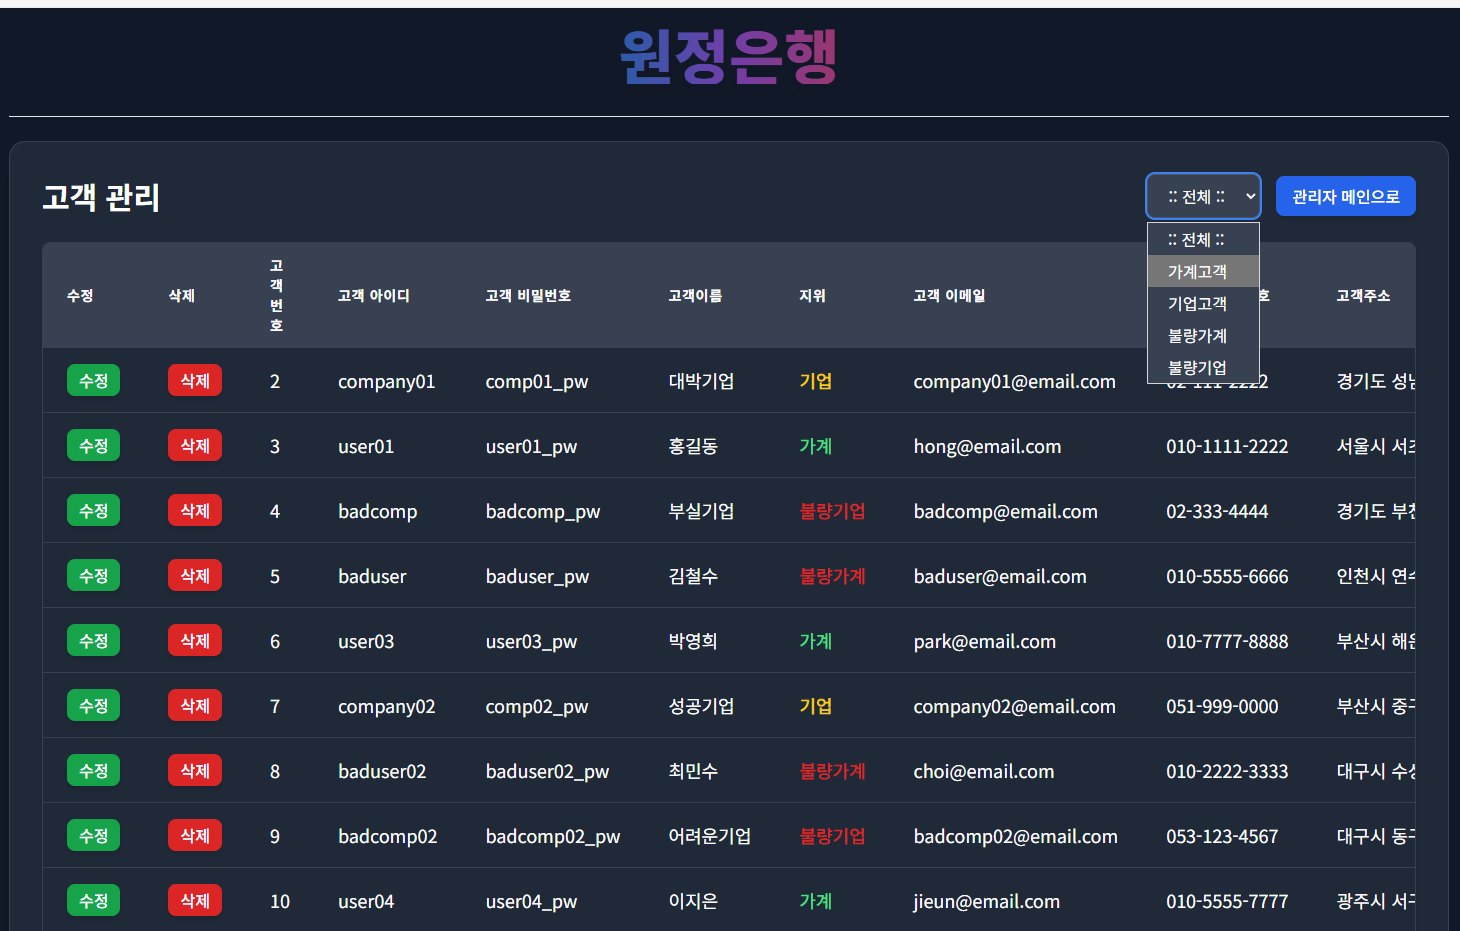 원정은행
고객 관리
:: 전체 ::
관리자 메인으로
:: 전체 ::
가계고객
기업고객
불량가계
불량기업
수정 삭제 고객번호 고객 아이디 고객 비밀번호 고객이름 지위 고객 이메일 호 고객주소
수정 삭제 2 company01 comp01_pw 대박기업 기업 company01@email.com 02-111-2222 경기도 성남
수정 삭제 3 user01 user01_pw 홍길동 가계 hong@email.com 010-1111-2222 서울시 서초
수정 삭제 4 badcomp badcomp_pw 부실기업 불량기업 badcomp@email.com 02-333-4444 경기도 부천
수정 삭제 5 baduser baduser_pw 김철수 불량가계 baduser@email.com 010-5555-6666 인천시 연수
수정 삭제 6 user03 user03_pw 박영희 가계 park@email.com 010-7777-8888 부산시 해운
수정 삭제 7 company02 comp02_pw 성공기업 기업 company02@email.com 051-999-0000 부산시 중구
수정 삭제 8 baduser02 baduser02_pw 최민수 불량가계 choi@email.com 010-2222-3333 대구시 수성
수정 삭제 9 badcomp02 badcomp02_pw 어려운기업 불량기업 badcomp02@email.com 053-123-4567 대구시 동구
수정 삭제 10 user04 user04_pw 이지은 가계 jieun@email.com 010-5555-7777 광주시 서구